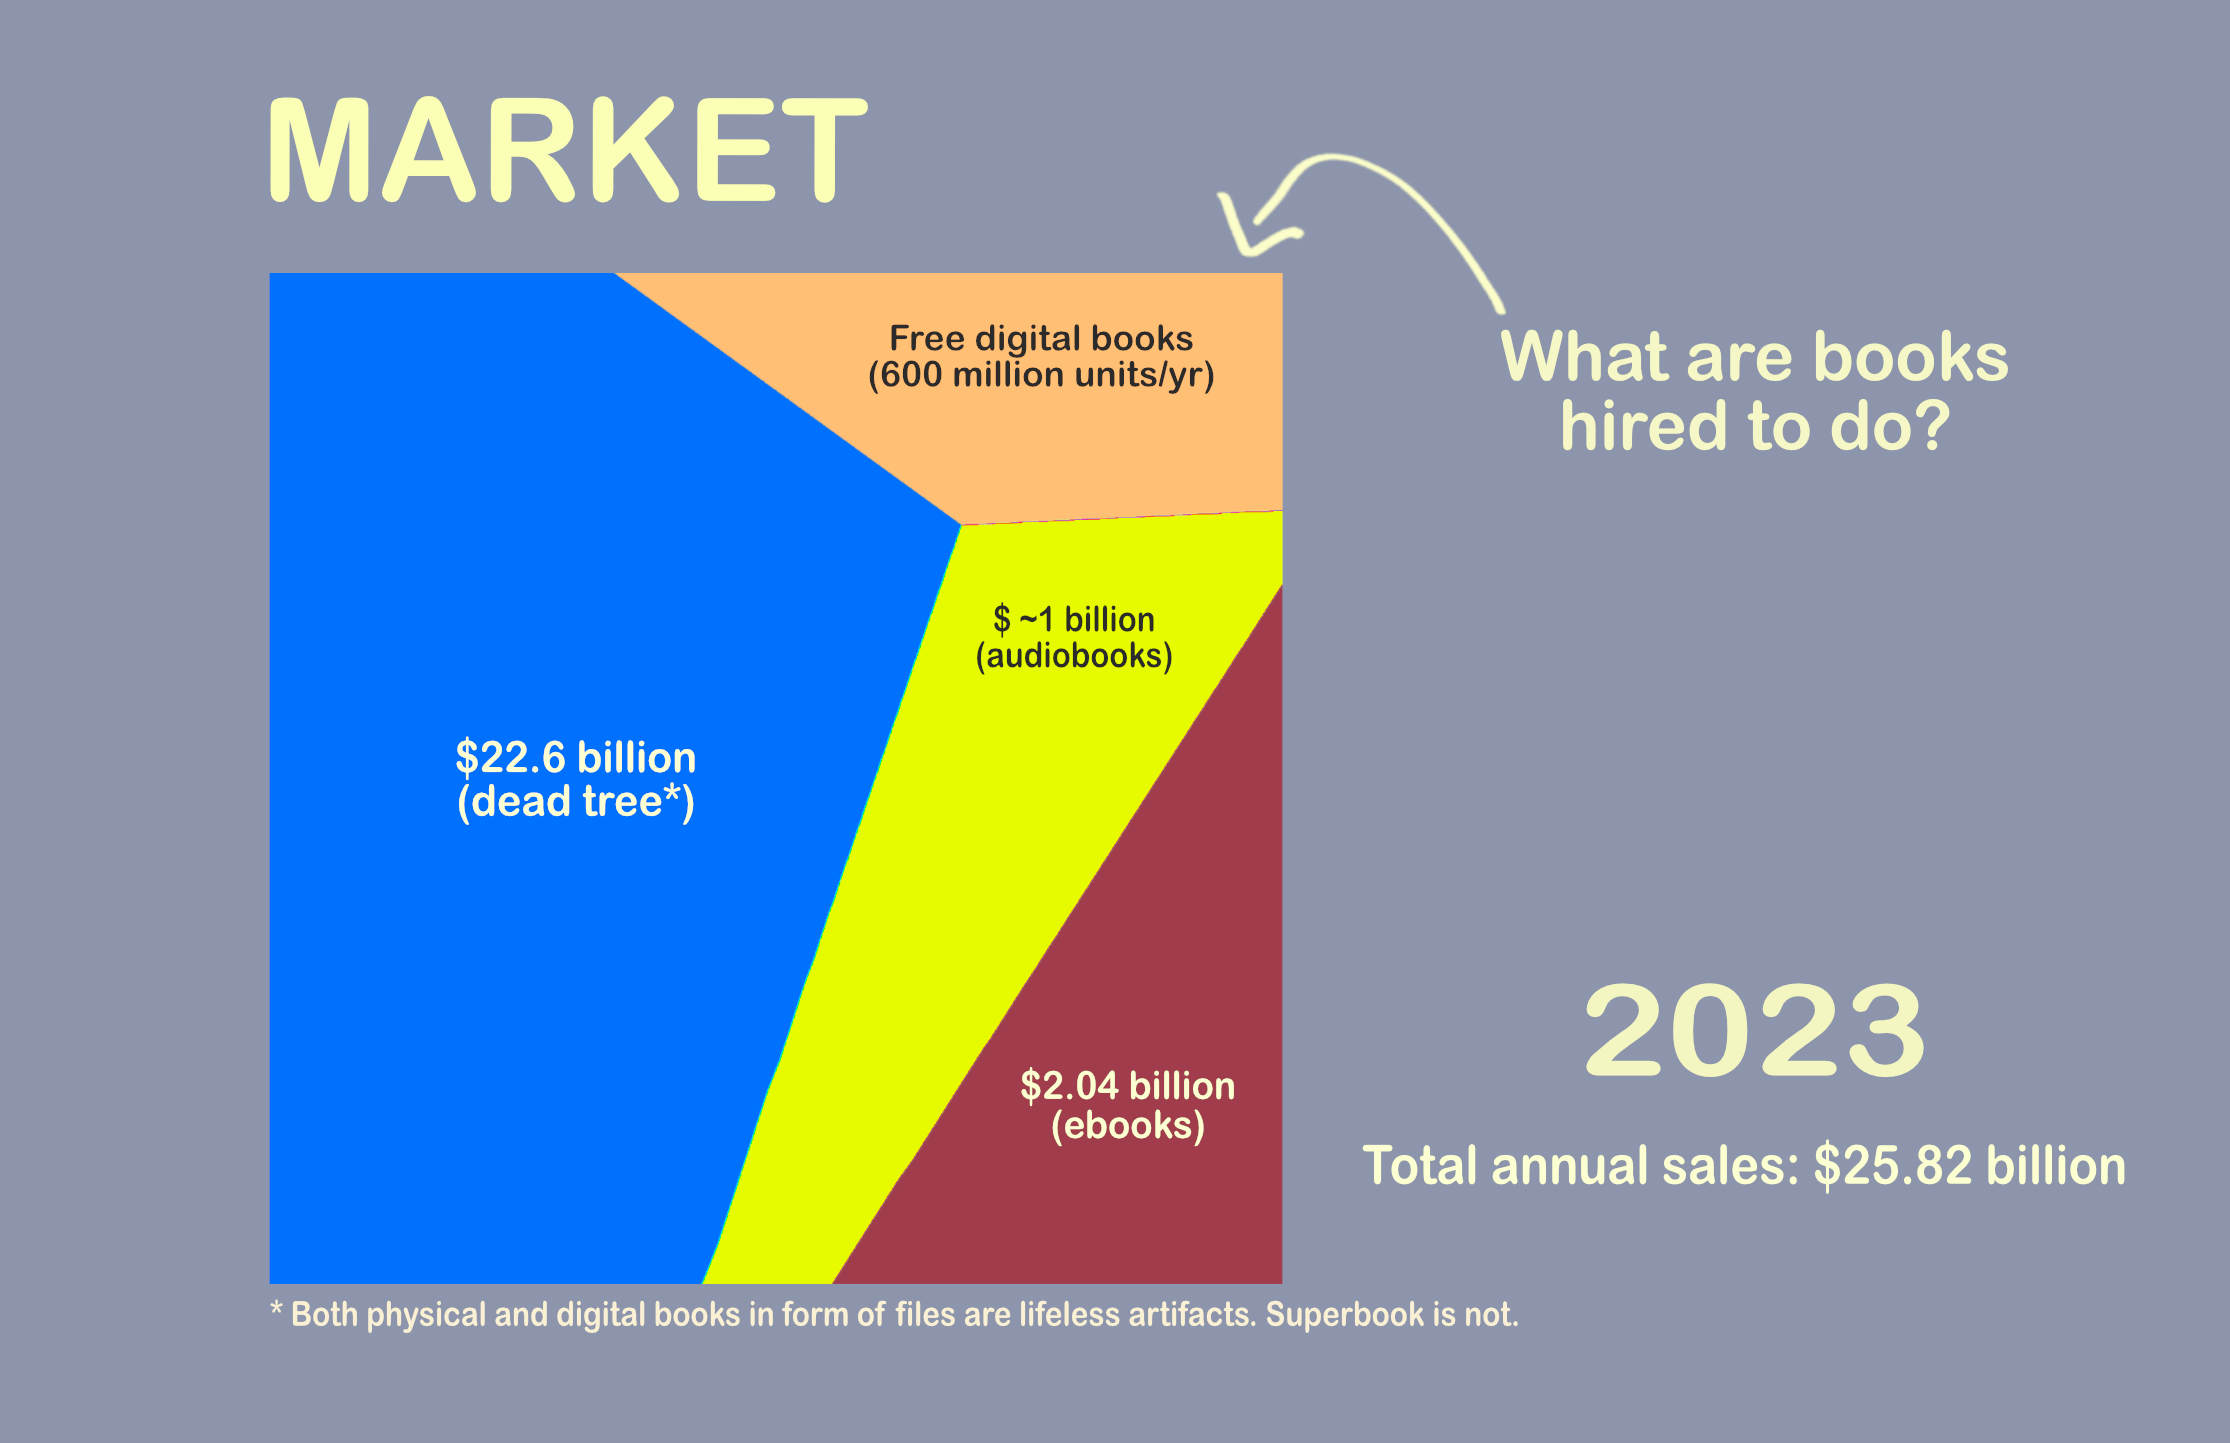 MARKET
What are books
hired to do?
Free digital books
(600 million units/yr)
$ ~1 billion
(audiobooks)
$22.6 billion
(dead tree*)
$2.04 billion
(ebooks)
2023
Total annual sales: $25.82 billion
* Both physical and digital books in form of files are lifeless artifacts. Superbook is not.